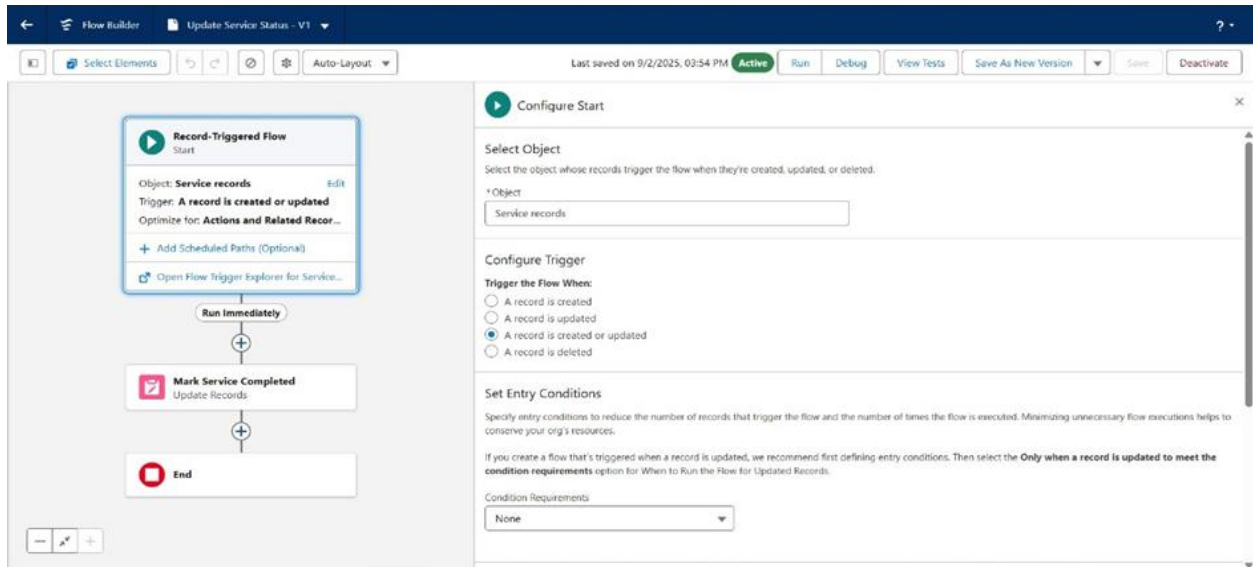 Flow Builder
Update Service Status - V1
?
Select Elements
Auto-Layout
Last saved on 9/2/2025, 03:54 PM
Active
Run
Debug
View Tests
Save As New Version
Save
Deactivate
Record-Triggered Flow
Start
Object: Service records
Edit
Trigger: A record is created or updated
Optimize for: Actions and Related Recor...
+ Add Scheduled Paths (Optional)
Open Flow Trigger Explorer for Service...
Run Immediately
Mark Service Completed
Update Records
End
Configure Start
Select Object
Select the object whose records trigger the flow when they're created, updated, or deleted.
*Object
Service records
Configure Trigger
Trigger the Flow When:
A record is created
A record is updated
A record is created or updated
A record is deleted
Set Entry Conditions
Specify entry conditions to reduce the number of records that trigger the flow and the number of times the flow is executed. Minimizing unnecessary flow executions helps to
conserve your org's resources.
If you create a flow that's triggered when a record is updated, we recommend first defining entry conditions. Then select the Only when a record is updated to meet the
condition requirements option for When to Run the Flow for Updated Records.
Condition Requirements
None